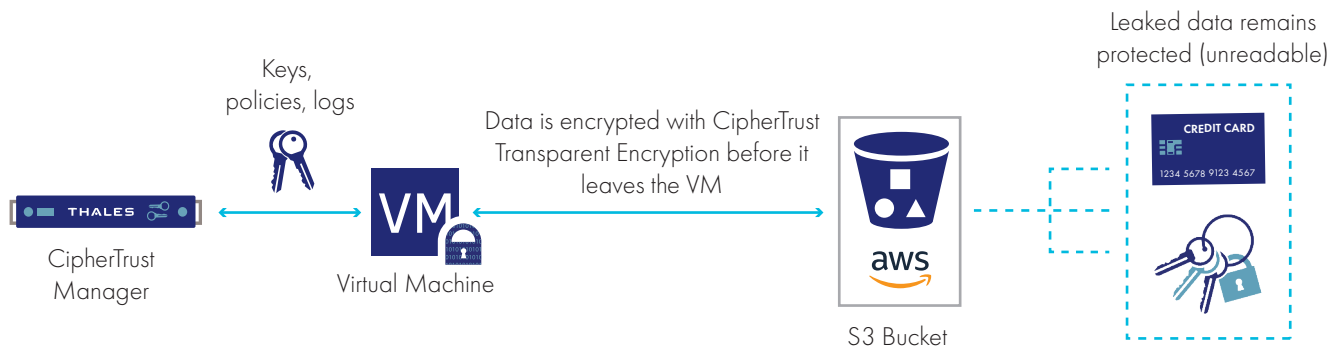 Keys,
policies, logs
THALES
CipherTrust
Manager
VM
Virtual Machine
Data is encrypted with CipherTrust
Transparent Encryption before it
leaves the VM
aws
S3 Bucket
Leaked data remains
protected (unreadable)
CREDIT CARD
1234 5678 9123 4567